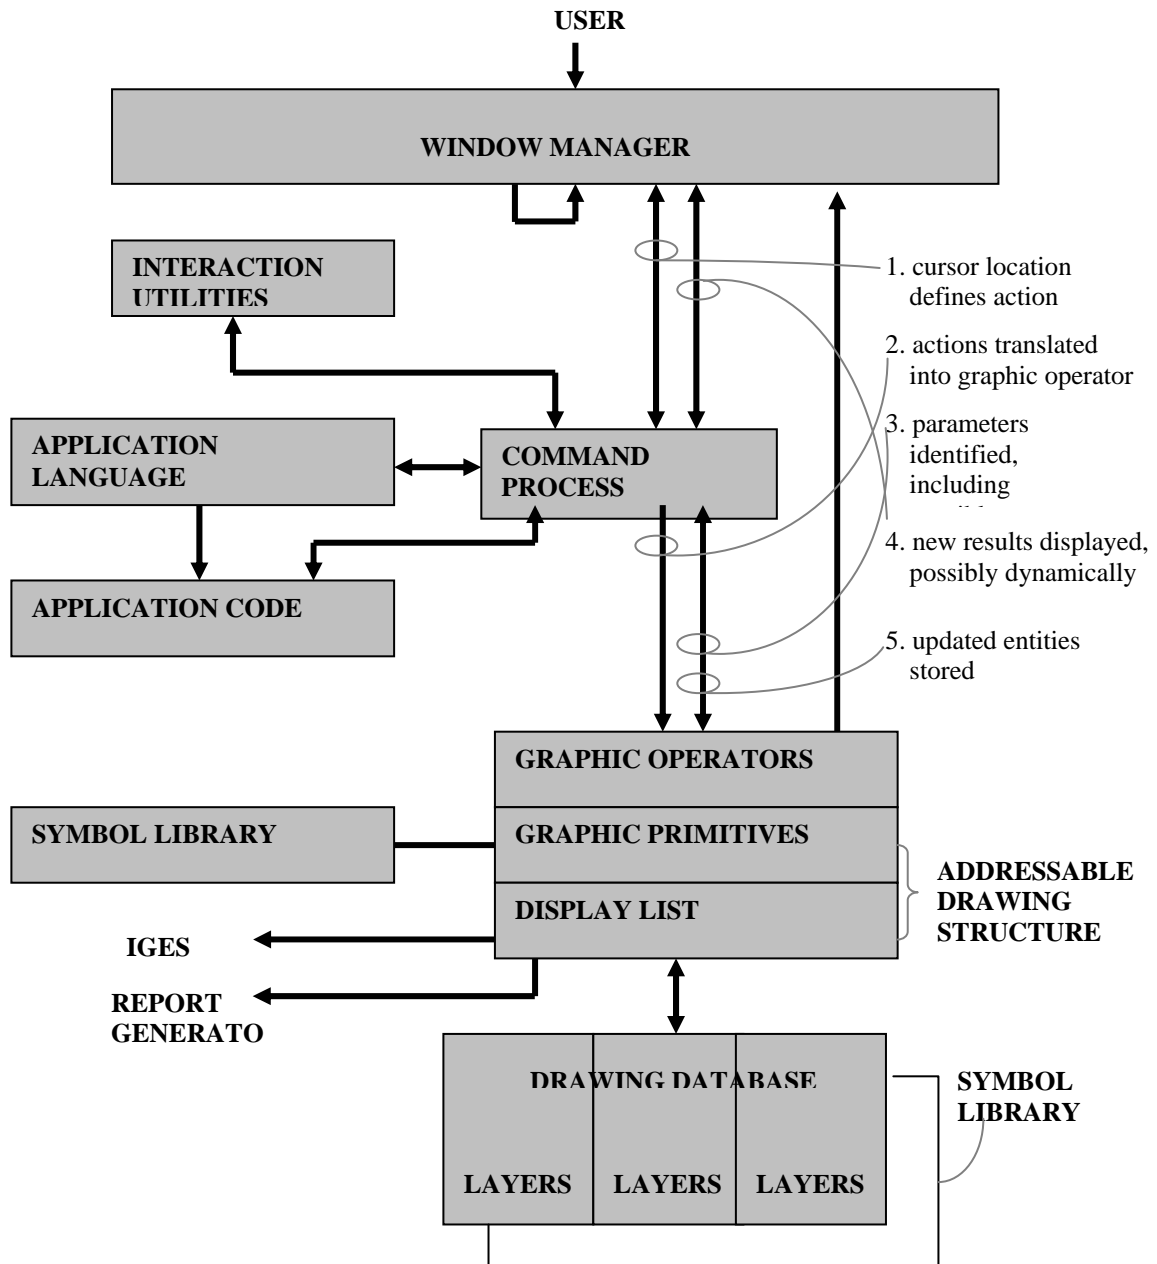 USER
WINDOW MANAGER
INTERACTION
UTILITIES
1. cursor location
defines action
2. actions translated
into graphic operator
3. parameters
identified,
including
4. new results displayed,
possibly dynamically
5. updated entities
stored
APPLICATION
LANGUAGE
COMMAND
PROCESS
APPLICATION CODE
GRAPHIC OPERATORS
SYMBOL LIBRARY
GRAPHIC PRIMITIVES
DISPLAY LIST
ADDRESSABLE
DRAWING
STRUCTURE
IGES
REPORT
GENERATO
DRAWING DATABASE
SYMBOL
LIBRARY
LAYERS
LAYERS
LAYERS